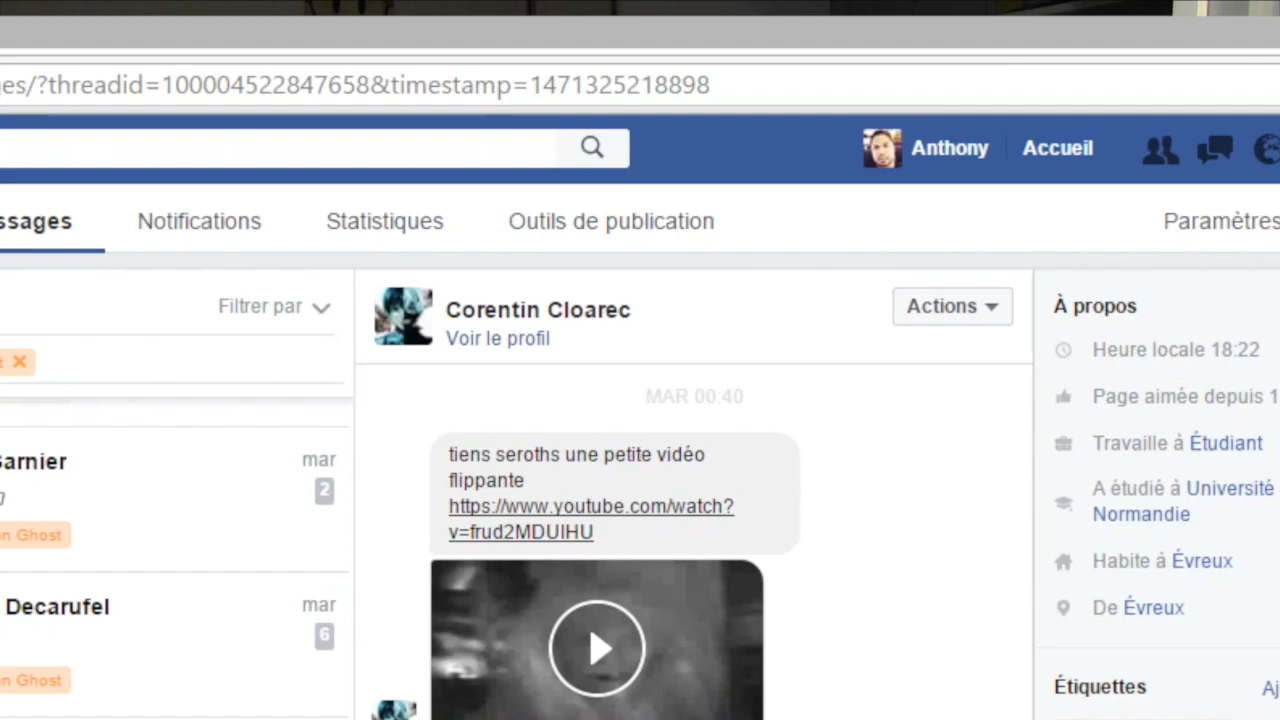 es/?threadid=100004522847658&timestamp=1471325218898
Anthony
Accueil
ssages
Notifications
Statistiques
Outils de publication
Paramètres
Filtrer par
Corentin Cloarec
Voir le profil
Actions
MAR 00:40
tiens seroths une petite vidéo
flippante
https://www.youtube.com/watch?
v=frud2MDUIHU
arnier
mar
2
n Ghost
Decarufel
mar
6
n Ghost
À propos
Heure locale 18:22
Page aimée depuis 1
Travaille à Étudiant
A étudié à Université
Normandie
Habite à Évreux
De Évreux
Étiquettes
Aj